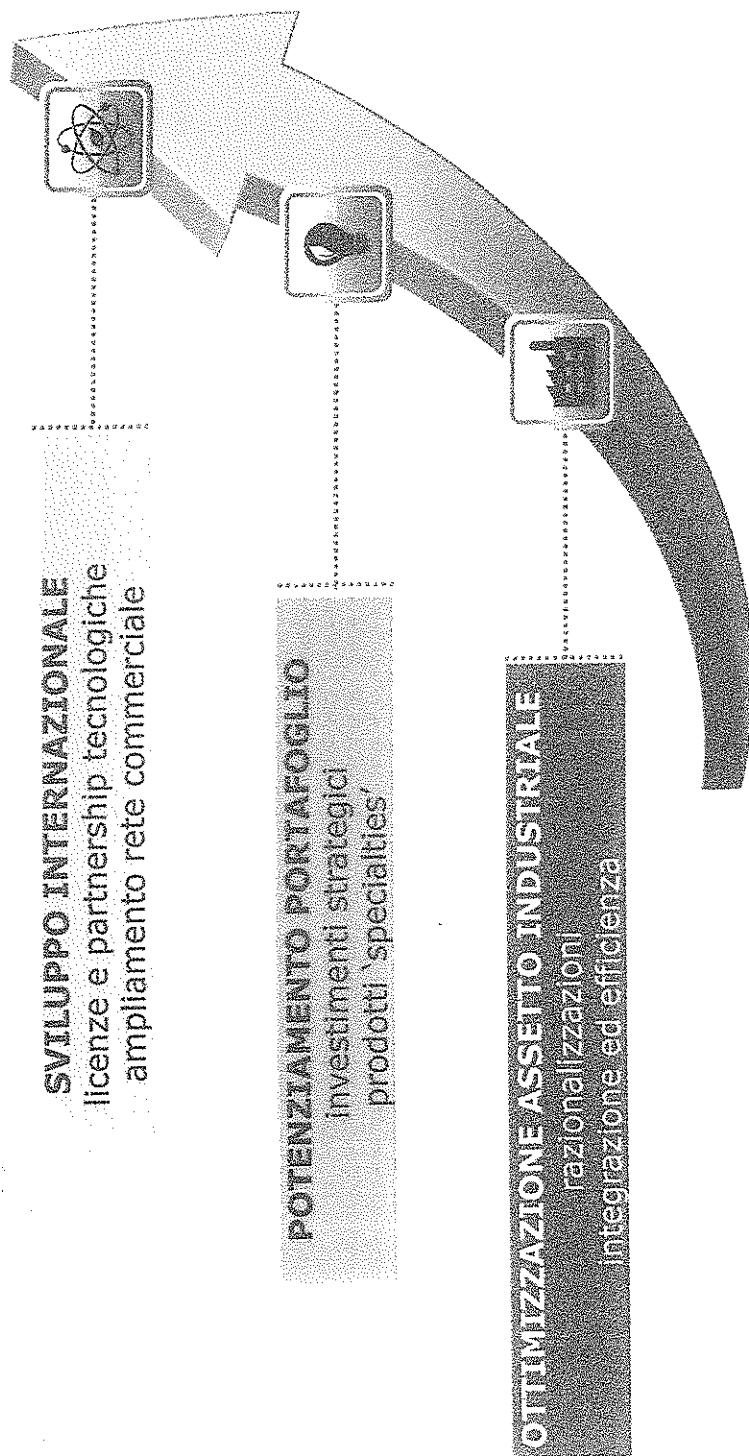 SVILUPPO INTERNAZIONALE
licenze e partnership tecnologiche
ampliamento rete commerciale
POTENZIAMENTO PORTAFOGLIO
investimenti strategici
prodotti ‘specialties’
OTTIMIZZAZIONE ASSETTO INDUSTRIALE
razionalizzazioni
integrazione ed efficienza